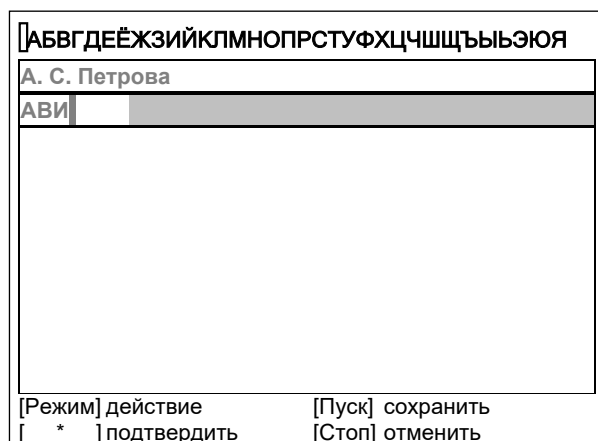 АБВГДЕЁЖЗИЙКЛМНОПРСТУФХЦЧШЩЪЫЬЭЮЯ
А. С. Петрова
АВИ
[Режим] действие [Пуск] сохранить
[ * ] подтвердить [Стоп] отменить